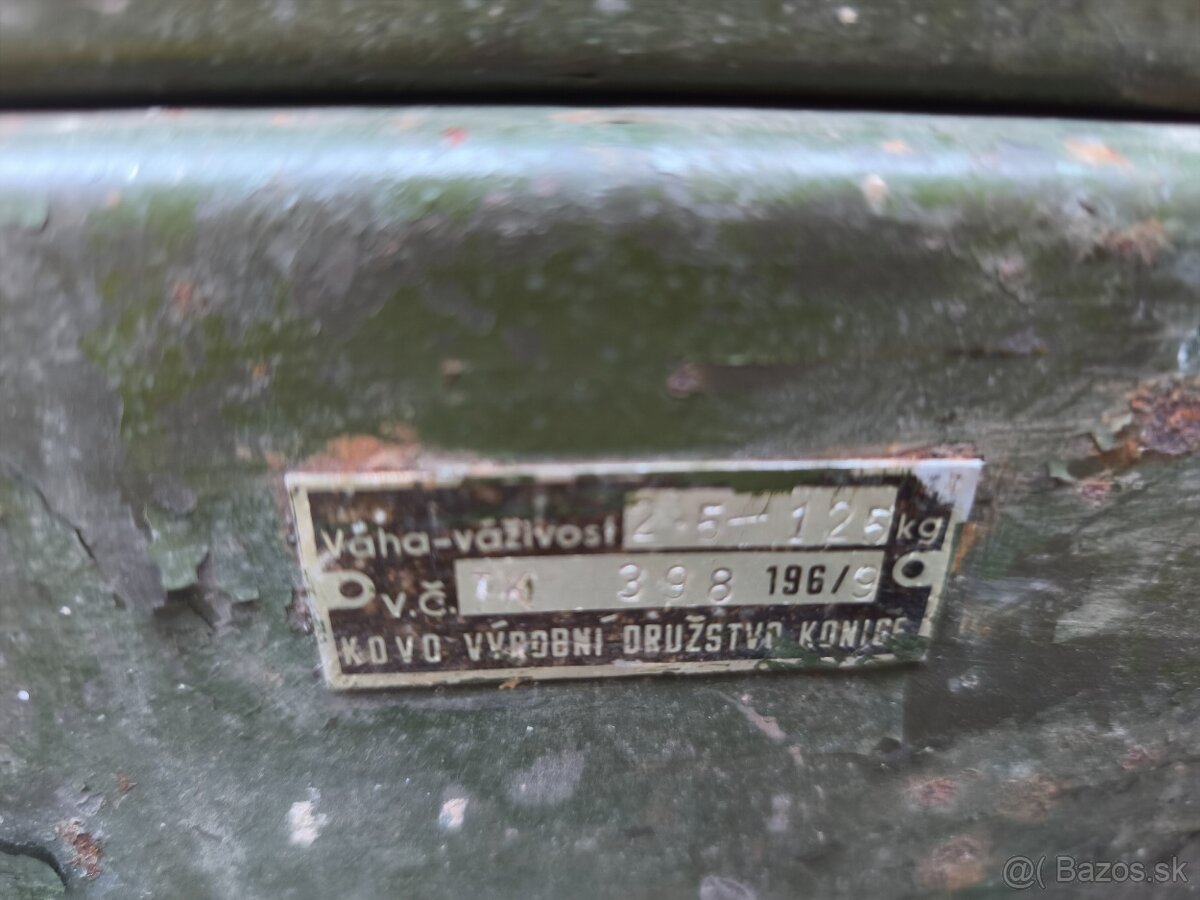 Váha-váživost 2.5-125 kg
v.č. 398 196/9
KOVO VÝROBNÍ DRUŽSTVO KONICE
@( Bazos.sk